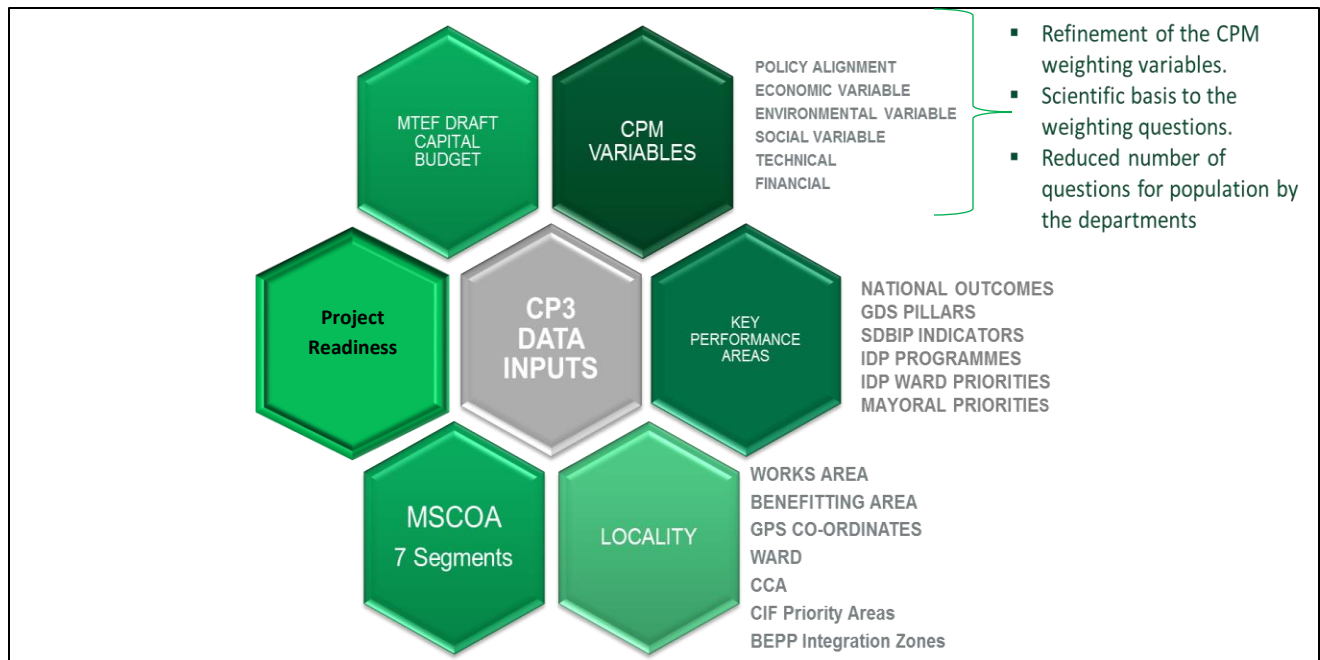 MTEF DRAFT
CAPITAL
BUDGET
CPM
VARIABLES
POLICY ALIGNMENT
ECONOMIC VARIABLE
ENVIRONMENTAL VARIABLE
SOCIAL VARIABLE
TECHNICAL
FINANCIAL
▪ Refinement of the CPM
weighting variables.
▪ Scientific basis to the
weighting questions.
▪ Reduced number of
questions for population by
the departments
Project
Readiness
CP3
DATA
INPUTS
KEY
PERFORMANCE
AREAS
NATIONAL OUTCOMES
GDS PILLARS
SDBIP INDICATORS
IDP PROGRAMMES
IDP WARD PRIORITIES
MAYORAL PRIORITIES
MSCOA
7 Segments
LOCALITY
WORKS AREA
BENEFITTING AREA
GPS CO-ORDINATES
WARD
CCA
CIF Priority Areas
BEPP Integration Zones